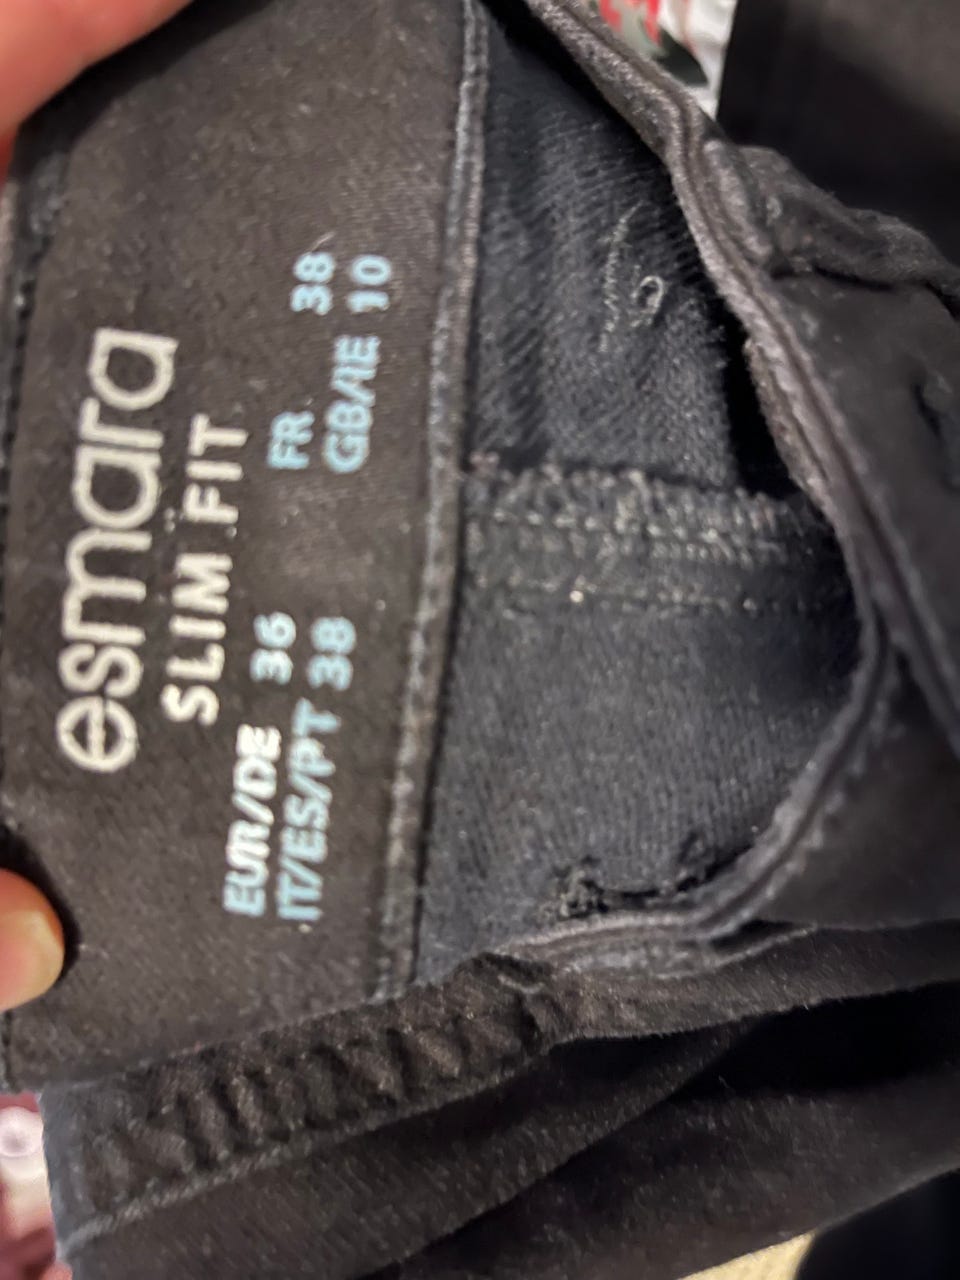 esmara
SLIM FIT
EUR/DE 36 FR 38
IT/ES/PT 38 GB/IE 10